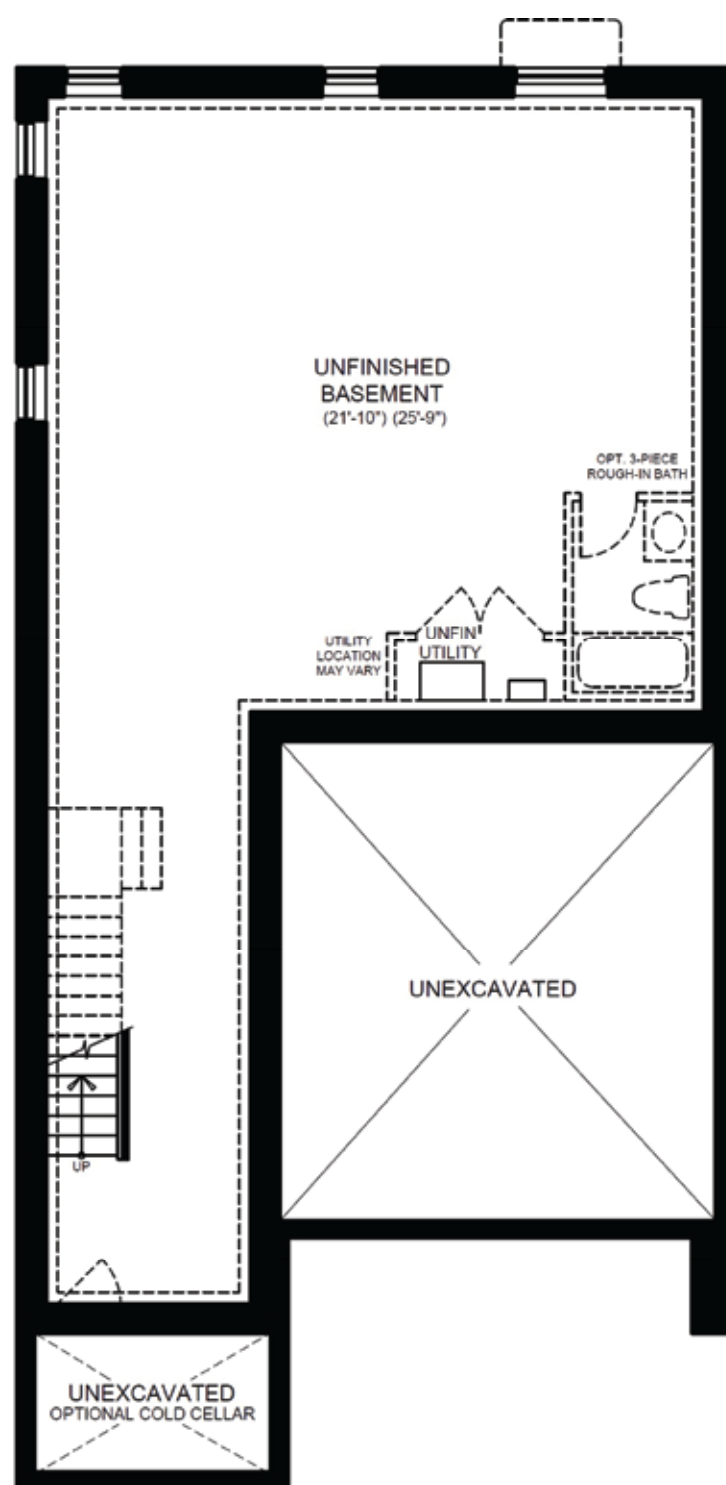 UNFINISHED
BASEMENT
(21'-10") (25'-9")
OPT. 3-PIECE
ROUGH-IN BATH
UTILITY
LOCATION
MAY VARY
UNFIN
UTILITY
UNEXCAVATED
UP
UNEXCAVATED
OPTIONAL COLD CELLAR